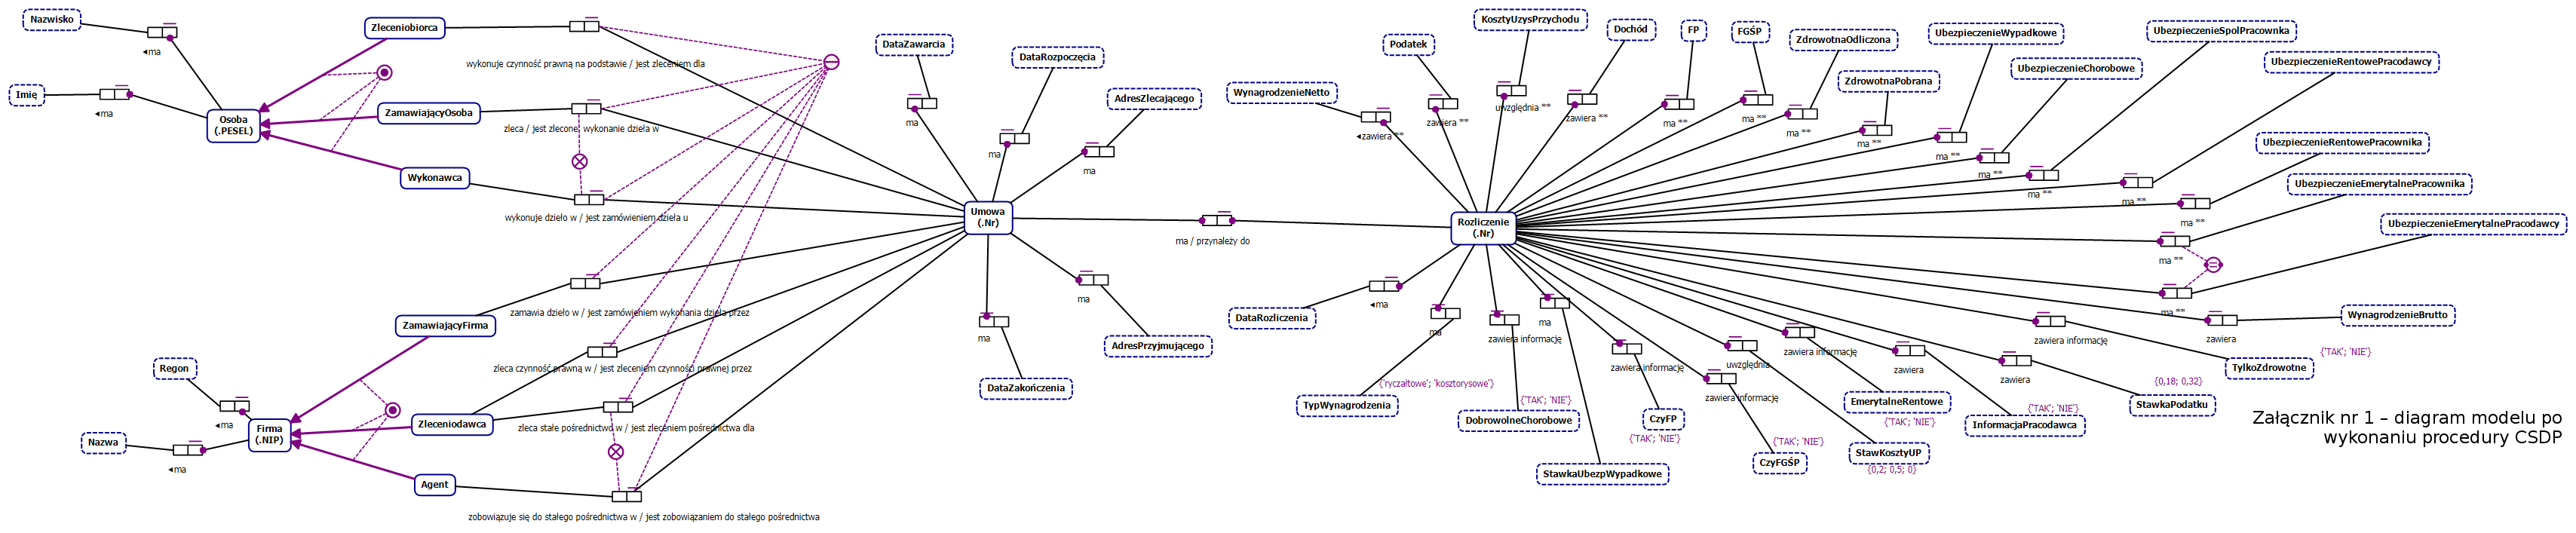 Nazwisko
◄ma
Imię
◄ma
Osoba
(.PESEL)
Zleceniobiorca
wykonuje czynność prawną na podstawie / jest zleceniem dla
ZamawiającyOsoba
zleca / jest zlecone, wykonanie dzieła w
Wykonawca
wykonuje dzieło w / jest zamówieniem dzieła u
ZamawiającyFirma
zamawia dzieło w / jest zamówieniem wykonania dzieła przez
zleca czynność prawną w / jest zleceniem czynności prawnej przez
Regon
◄ma
Nazwa
◄ma
Firma
(.NIP)
Zleceniodawca
zleca stałe pośrednictwo w / jest zleceniem pośrednictwa dla
Agent
zobowiązuje się do stałego pośrednictwa w / jest zobowiązaniem do stałego pośrednictwa
DataZawarcia
ma
DataRozpoczęcia
ma
AdresZlecającego
ma
Umowa
(.Nr)
ma / przynależy do
ma
AdresPrzyjmującego
ma
DataZakończenia
WynagrodzenieNetto
◄zawiera **
Podatek
zawiera **
KosztyUzysPrzychodu
uwzględnia **
Dochód
zawiera **
FP
ma **
FGŚP
ma **
ZdrowotnaOdliczona
ma **
ZdrowotnaPobrana
ma **
UbezpieczenieWypadkowe
ma **
UbezpieczenieChorobowe
ma **
UbezpieczenieSpolPracownka
ma **
UbezpieczenieRentowePracodawcy
ma **
UbezpieczenieRentowePracownika
ma **
UbezpieczenieEmerytalnePracownika
ma **
UbezpieczenieEmerytalnePracodawcy
ma **
Rozliczenie
(.Nr)
◄ma
DataRozliczenia
ma
{'ryczałtowe'; 'kosztorysowe'}
TypWynagrodzenia
zawiera informację
{'TAK'; 'NIE'}
DobrowolneChorobowe
ma
StawkaUbezpWypadkowe
zawiera informację
CzyFP
{'TAK'; 'NIE'}
zawiera informację
{'TAK'; 'NIE'}
CzyFGŚP
uwzględnia
StawKosztyUP
{0,2; 0,5; 0}
zawiera informację
EmerytalneRentowe
{'TAK'; 'NIE'}
zawiera
{'TAK'; 'NIE'}
InformacjaPracodawca
zawiera
{0,18; 0,32}
StawkaPodatku
zawiera informację
{'TAK'; 'NIE'}
TylkoZdrowotne
zawiera
WynagrodzenieBrutto
Załącznik nr 1 – diagram modelu po
wykonaniu procedury CSDP